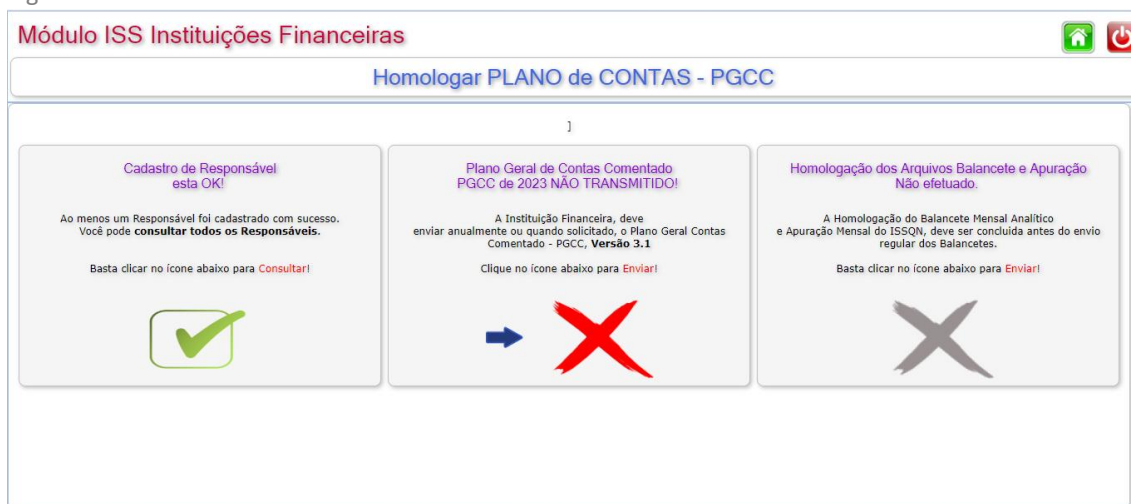 Módulo ISS Instituições Financeiras
Homologar PLANO de CONTAS - PGCC
]
Cadastro de Responsável
esta OK!
Ao menos um Responsável foi cadastrado com sucesso.
Você pode consultar todos os Responsáveis.
Basta clicar no ícone abaixo para Consultar!
Plano Geral de Contas Comentado
PGCC de 2023 NÃO TRANSMITIDO!
A Instituição Financeira, deve
enviar anualmente ou quando solicitado, o Plano Geral Contas
Comentado - PGCC, Versão 3.1
Clique no ícone abaixo para Enviar!
Homologação dos Arquivos Balancete e Apuração
Não efetuado.
A Homologação do Balancete Mensal Analítico
e Apuração Mensal do ISSQN, deve ser concluida antes do envio
regular dos Balancetes.
Basta clicar no ícone abaixo para Enviar!